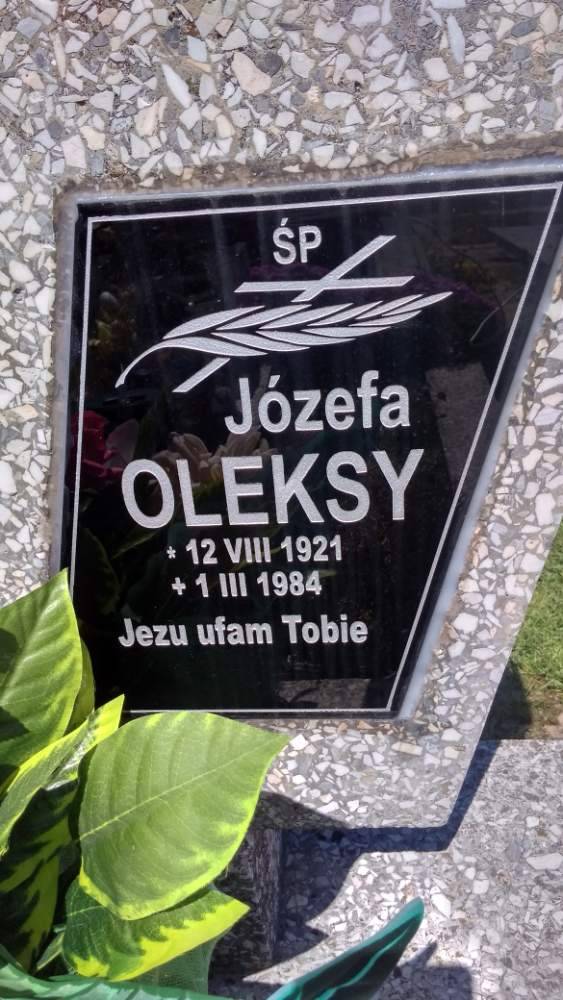 ŚP
Józefa
OLEKSY
* 12 VIII 1921
+ 1 III 1984
Jezu ufam Tobie